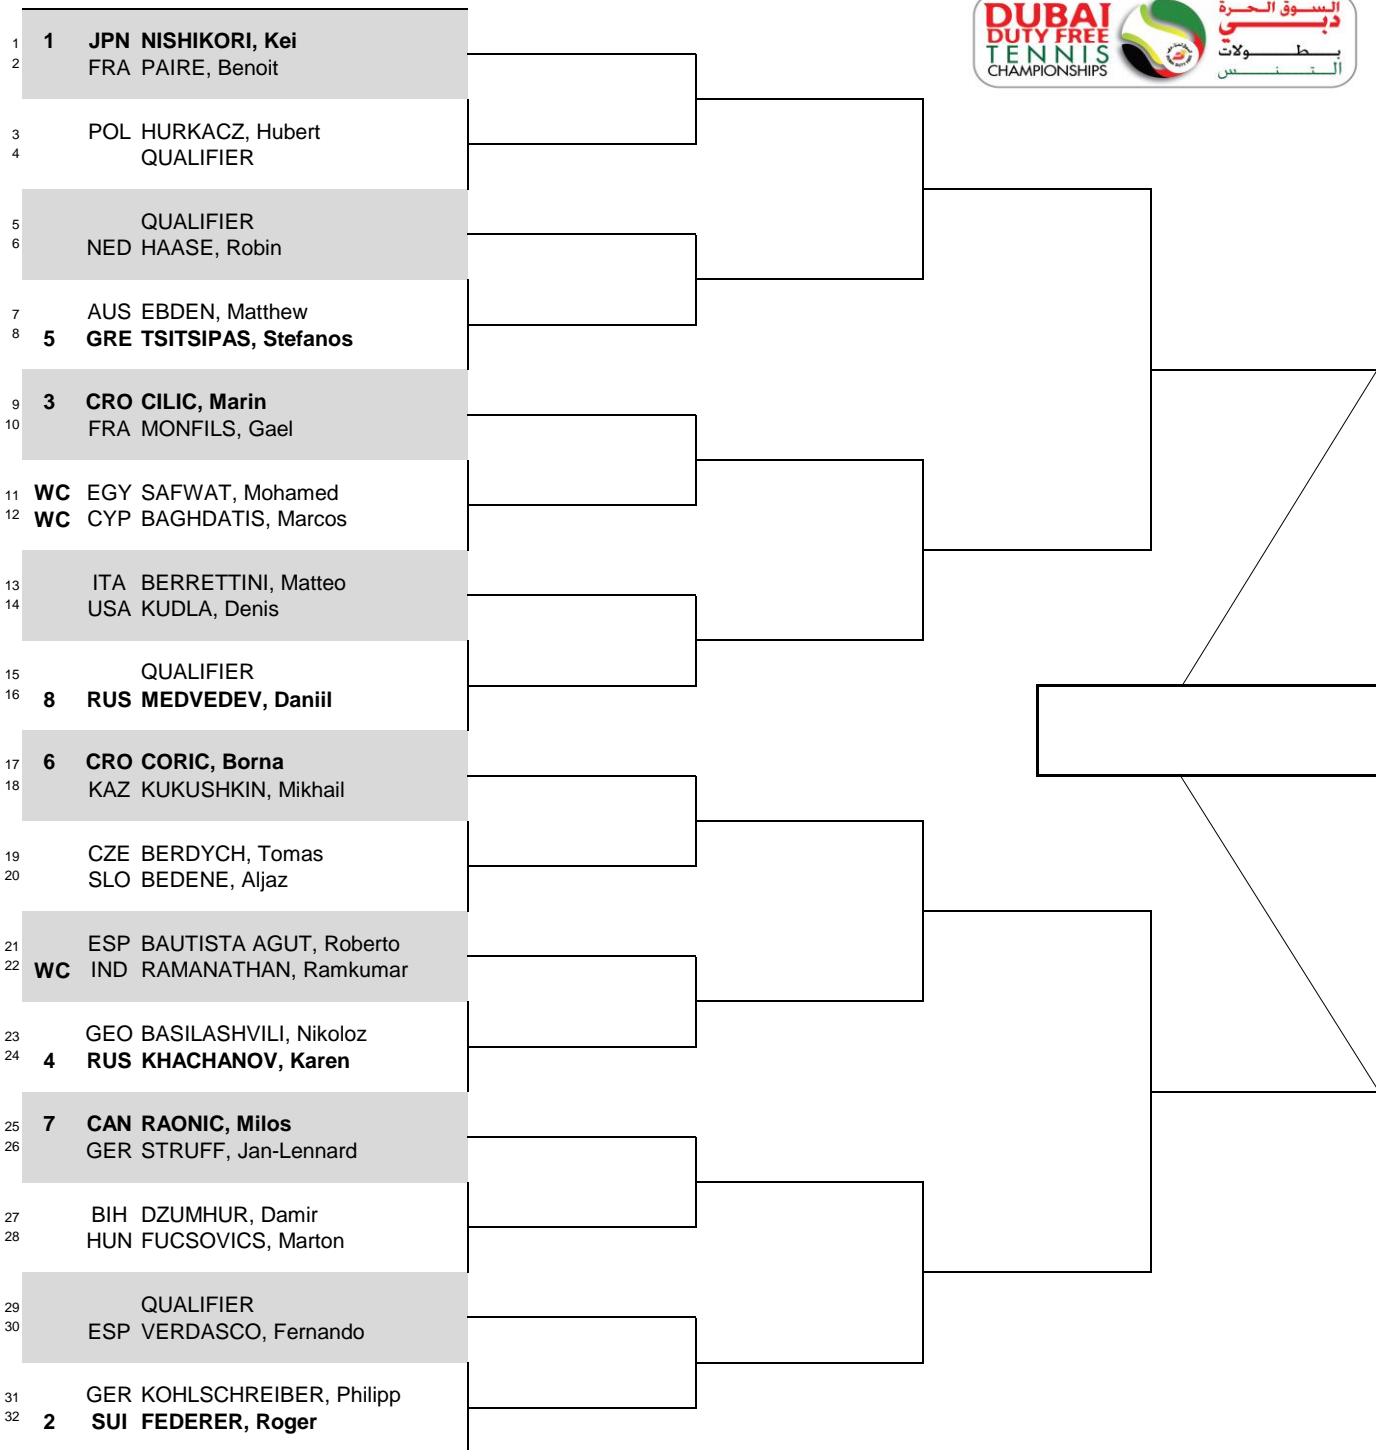 DUBAI
DUTY FREE
TENNIS
CHAMPIONSHIPS
السوق الحرة
دبي
بطولات
التنس
1 1 JPN NISHIKORI, Kei
2 FRA PAIRE, Benoit
3 POL HURKACZ, Hubert
4 QUALIFIER
5 QUALIFIER
6 NED HAASE, Robin
7 AUS EBDEN, Matthew
8 5 GRE TSITSIPAS, Stefanos
9 3 CRO CILIC, Marin
10 FRA MONFILS, Gael
11 WC EGY SAFWAT, Mohamed
12 WC CYP BAGHDATIS, Marcos
13 ITA BERRETTINI, Matteo
14 USA KUDLA, Denis
15 QUALIFIER
16 8 RUS MEDVEDEV, Daniil
17 6 CRO CORIC, Borna
18 KAZ KUKUSHKIN, Mikhail
19 CZE BERDYCH, Tomas
20 SLO BEDENE, Aljaz
21 ESP BAUTISTA AGUT, Roberto
22 WC IND RAMANATHAN, Ramkumar
23 GEO BASILASHVILI, Nikoloz
24 4 RUS KHACHANOV, Karen
25 7 CAN RAONIC, Milos
26 GER STRUFF, Jan-Lennard
27 BIH DZUMHUR, Damir
28 HUN FUCSOVICS, Marton
29 QUALIFIER
30 ESP VERDASCO, Fernando
31 GER KOHLSCHREIBER, Philipp
32 2 SUI FEDERER, Roger